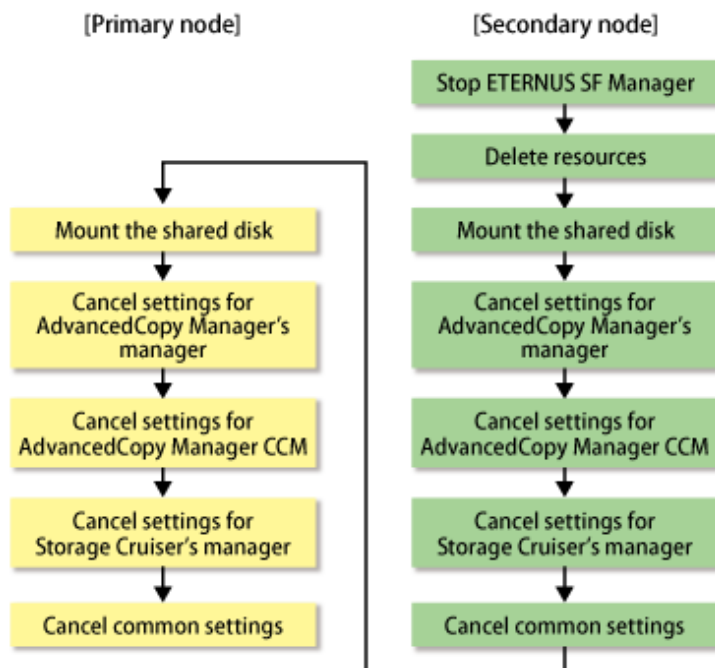 [Primary node]
Mount the shared disk
Cancel settings for
AdvancedCopy Manager's
manager
Cancel settings for
AdvancedCopy Manager CCM
Cancel settings for
Storage Cruiser's manager
Cancel common settings
[Secondary node]
Stop ETERNUS SF Manager
Delete resources
Mount the shared disk
Cancel settings for
AdvancedCopy Manager's
manager
Cancel settings for
AdvancedCopy Manager CCM
Cancel settings for
Storage Cruiser's manager
Cancel common settings